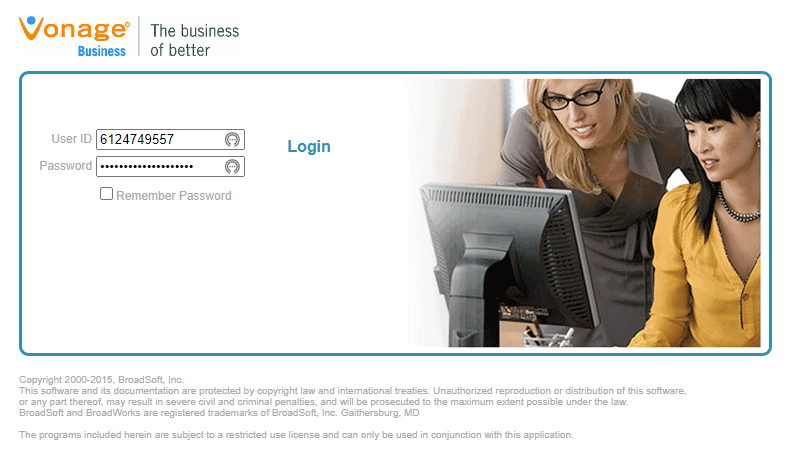 Vonage
Business
The business
of better
User ID 6124749557
Password ••••••••••••••••••••
Login
Remember Password
Copyright 2000-2015, BroadSoft, Inc.
This software and its documentation are protected by copyright law and international treaties. Unauthorized reproduction or distribution of this software,
or any part thereof, may result in severe civil and criminal penalties, and will be prosecuted to the maximum extent possible under the law.
BroadSoft and BroadWorks are registered trademarks of BroadSoft, Inc. Gaithersburg, MD
The programs included herein are subject to a restricted use license and can only be used in conjunction with this application.